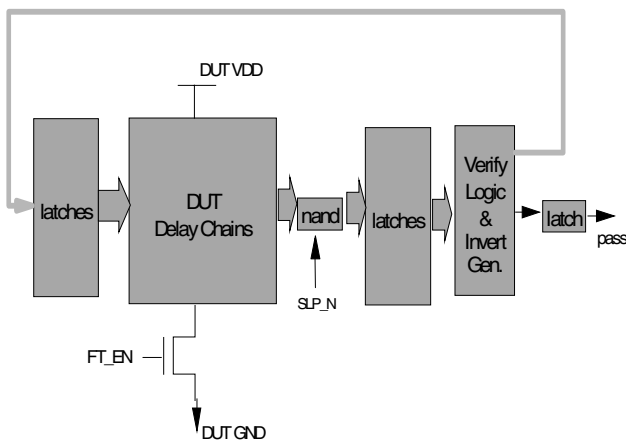 DUT VDD
latches
DUT
Delay Chains
nand
SLP_N
latches
Verify
Logic
&
Invert
Gen.
latch
pass
FT_EN
DUT GND